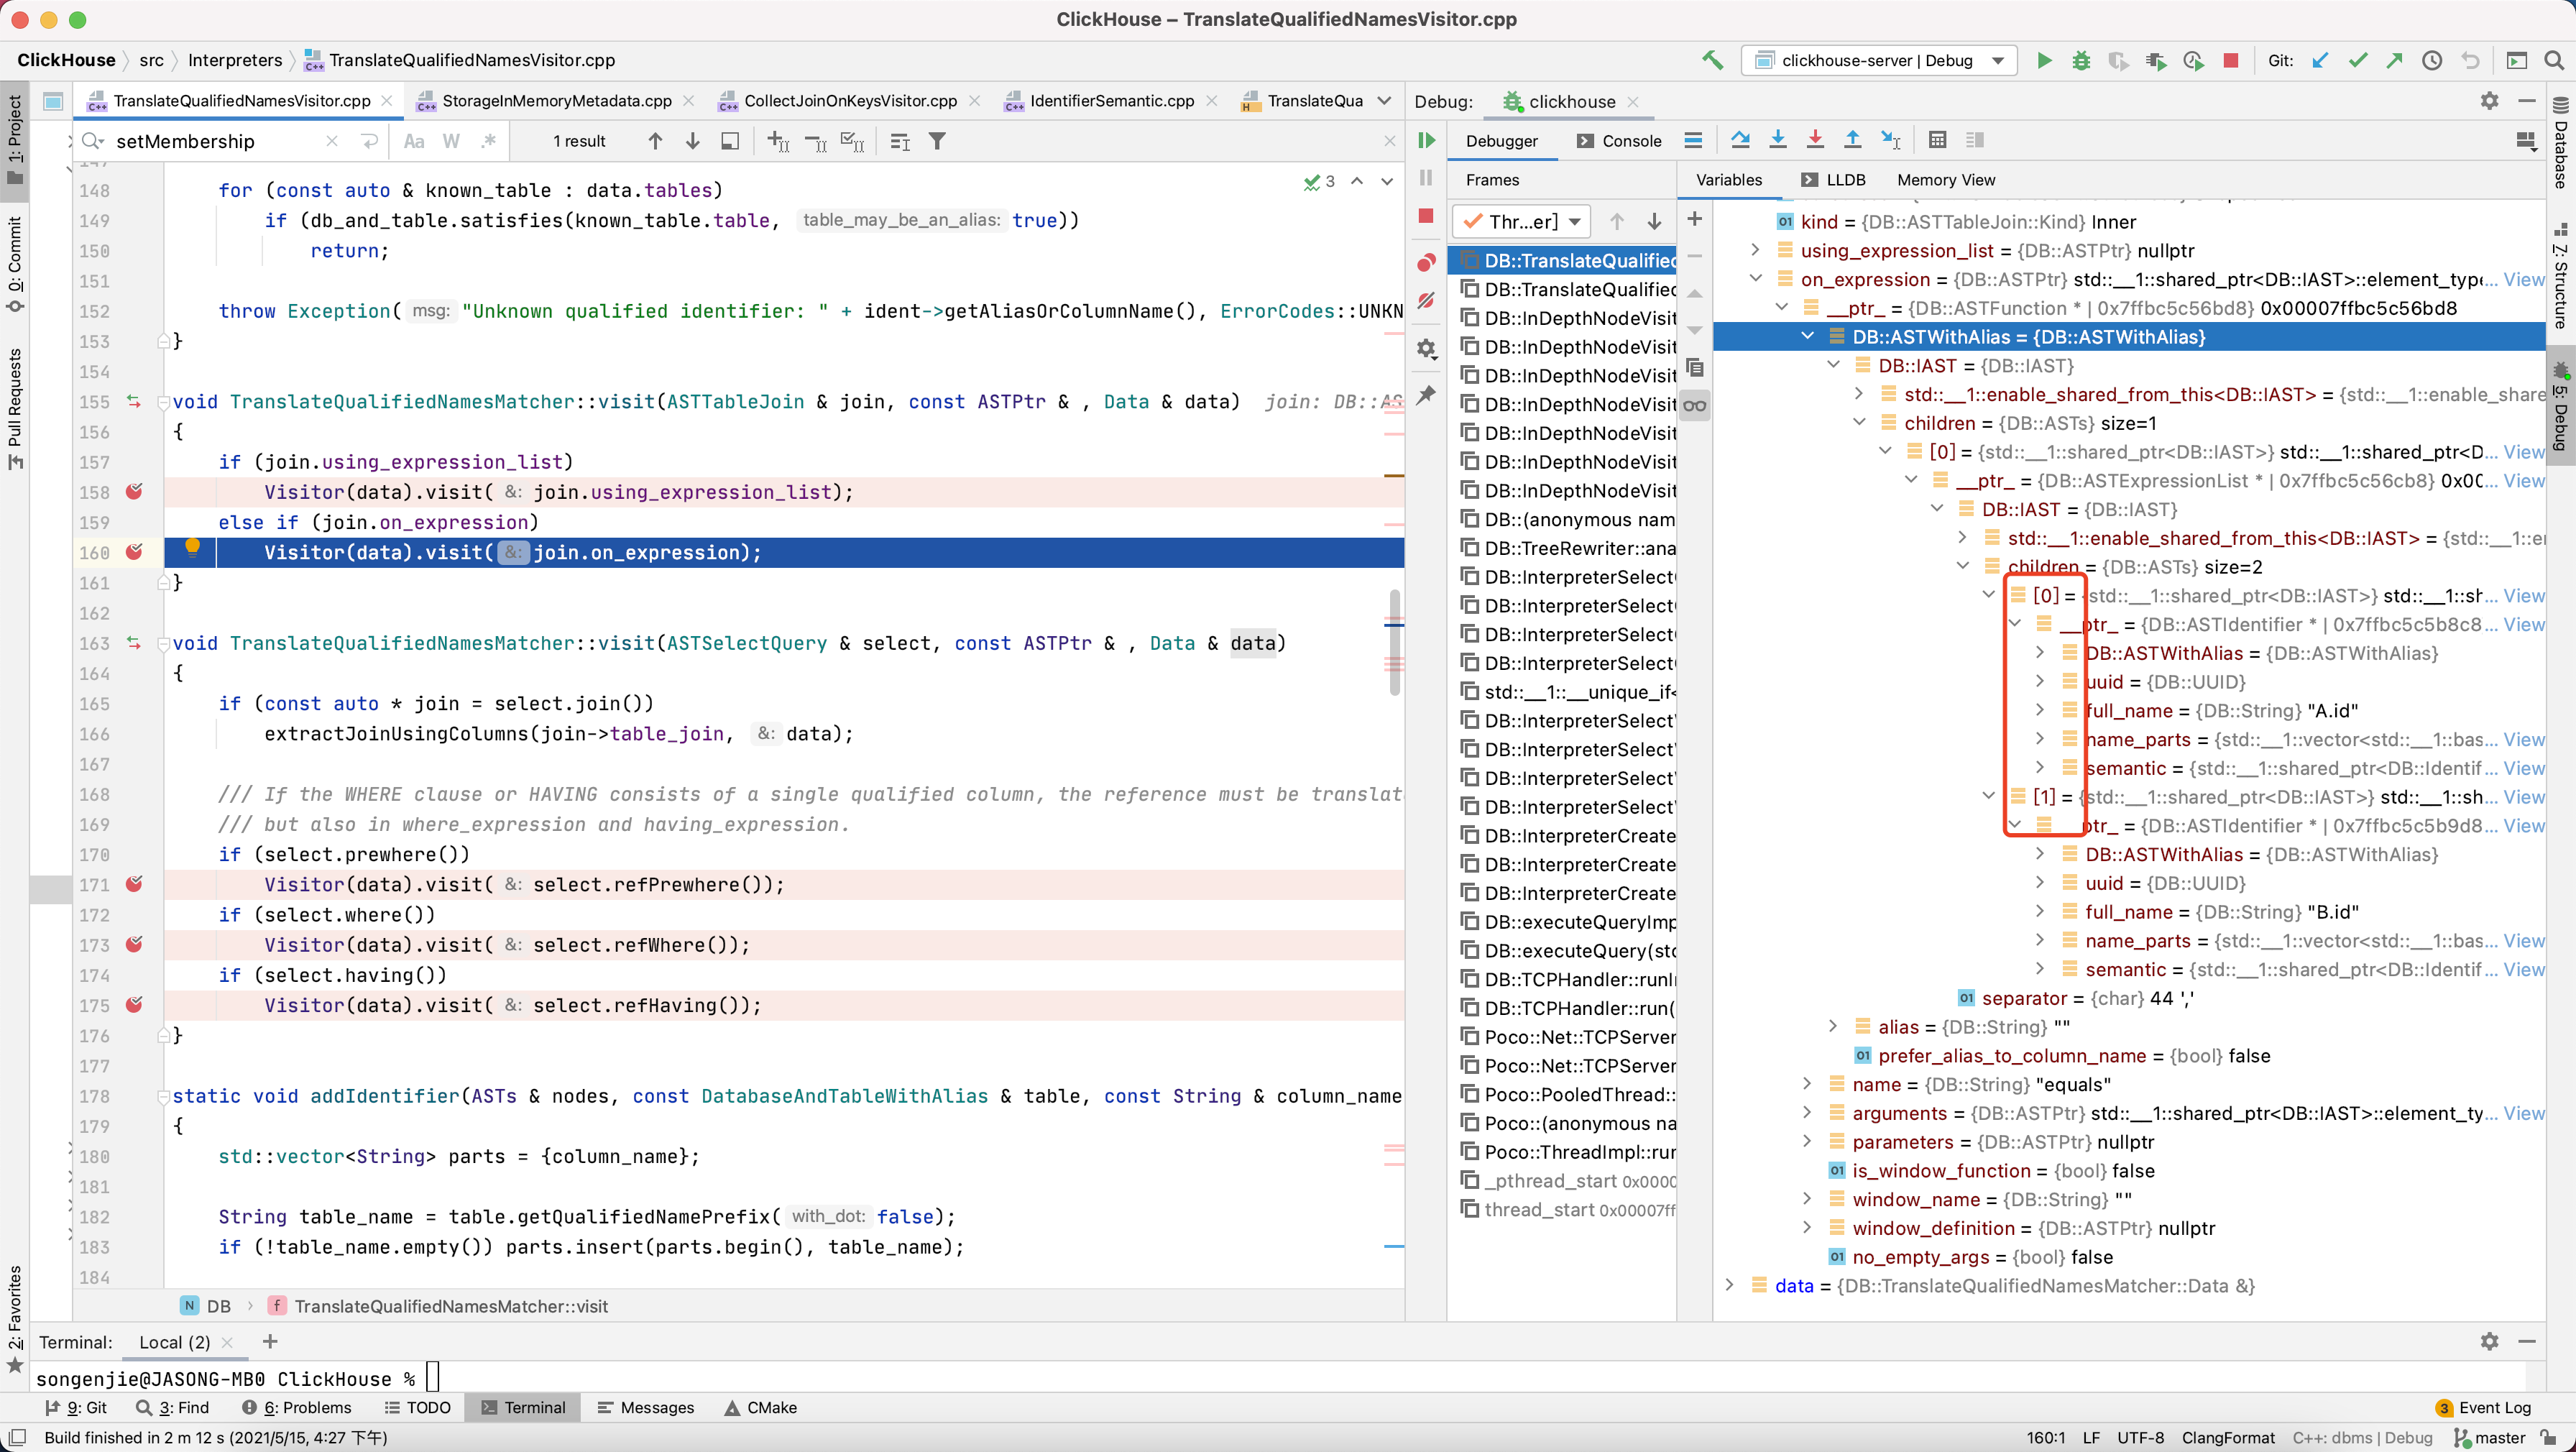 ClickHouse – TranslateQualifiedNamesVisitor.cpp
ClickHouse src Interpreters TranslateQualifiedNamesVisitor.cpp
clickhouse-server | Debug
Git:
TranslateQualifiedNamesVisitor.cpp StorageInMemoryMetadata.cpp CollectJoinOnKeysVisitor.cpp IdentifierSemantic.cpp TranslateQua
setMembership Aa W .* 1 result
3
148 for (const auto & known_table : data.tables)
149 if (db_and_table.satisfies(known_table.table, table_may_be_an_alias: true))
150 return;
151
152 throw Exception( msg: "Unknown qualified identifier: " + ident->getAliasOrColumnName(), ErrorCodes::UNKN
153 }
154
155 void TranslateQualifiedNamesMatcher::visit(ASTTableJoin & join, const ASTPtr & , Data & data) join: DB::AS
156 {
157 if (join.using_expression_list)
158 Visitor(data).visit( &: join.using_expression_list);
159 else if (join.on_expression)
160 Visitor(data).visit( &: join.on_expression);
161 }
162
163 void TranslateQualifiedNamesMatcher::visit(ASTSelectQuery & select, const ASTPtr & , Data & data)
164 {
165 if (const auto * join = select.join())
166 extractJoinUsingColumns(join->table_join, &: data);
167
168 /// If the WHERE clause or HAVING consists of a single qualified column, the reference must be translat
169 /// but also in where_expression and having_expression.
170 if (select.prewhere())
171 Visitor(data).visit( &: select.refPrewhere());
172 if (select.where())
173 Visitor(data).visit( &: select.refWhere());
174 if (select.having())
175 Visitor(data).visit( &: select.refHaving());
176 }
177
178 static void addIdentifier(ASTs & nodes, const DatabaseAndTableWithAlias & table, const String & column_name
179 {
180 std::vector<String> parts = {column_name};
181
182 String table_name = table.getQualifiedNamePrefix( with_dot: false);
183 if (!table_name.empty()) parts.insert(parts.begin(), table_name);
184
DB TranslateQualifiedNamesMatcher::visit
1: Project
0: Commit
Pull Requests
2: Favorites
Debug: clickhouse
Debugger Console
Frames
Thr...er]
DB::TranslateQualified
DB::TranslateQualified
DB::InDepthNodeVisit
DB::InDepthNodeVisit
DB::InDepthNodeVisit
DB::InDepthNodeVisit
DB::InDepthNodeVisit
DB::InDepthNodeVisit
DB::InDepthNodeVisit
DB::(anonymous nam
DB::TreeRewriter::ana
DB::InterpreterSelect
DB::InterpreterSelect
DB::InterpreterSelect
DB::InterpreterSelect
std::__1::__unique_if<
DB::InterpreterSelect
DB::InterpreterSelect
DB::InterpreterSelect
DB::InterpreterSelect
DB::InterpreterCreate
DB::InterpreterCreate
DB::InterpreterCreate
DB::executeQueryImp
DB::executeQuery(std
DB::TCPHandler::runI
DB::TCPHandler::run(
Poco::Net::TCPServer
Poco::Net::TCPServer
Poco::PooledThread::
Poco::(anonymous na
Poco::ThreadImpl::rur
_pthread_start 0x0000
thread_start 0x00007ff
Variables LLDB Memory View
kind = {DB::ASTTableJoin::Kind} Inner
using_expression_list = {DB::ASTPtr} nullptr
on_expression = {DB::ASTPtr} std::__1::shared_ptr<DB::IAST>::element_type... View
__ptr_ = {DB::ASTFunction * | 0x7ffbc5c56bd8} 0x00007ffbc5c56bd8
DB::ASTWithAlias = {DB::ASTWithAlias}
DB::IAST = {DB::IAST}
std::__1::enable_shared_from_this<DB::IAST> = {std::__1::enable_share
children = {DB::ASTs} size=1
[0] = {std::__1::shared_ptr<DB::IAST>} std::__1::shared_ptr<D... View
__ptr_ = {DB::ASTExpressionList * | 0x7ffbc5c56cb8} 0x00... View
DB::IAST = {DB::IAST}
std::__1::enable_shared_from_this<DB::IAST> = {std::__1::e
children = {DB::ASTs} size=2
[0] = {std::__1::shared_ptr<DB::IAST>} std::__1::sh... View
__ptr_ = {DB::ASTIdentifier * | 0x7ffbc5c5b8c8... View
DB::ASTWithAlias = {DB::ASTWithAlias}
uuid = {DB::UUID}
full_name = {DB::String} "A.id"
name_parts = {std::__1::vector<std::__1::bas... View
semantic = {std::__1::shared_ptr<DB::Identif... View
[1] = {std::__1::shared_ptr<DB::IAST>} std::__1::sh... View
ptr_ = {DB::ASTIdentifier * | 0x7ffbc5c5b9d8... View
DB::ASTWithAlias = {DB::ASTWithAlias}
uuid = {DB::UUID}
full_name = {DB::String} "B.id"
name_parts = {std::__1::vector<std::__1::bas... View
semantic = {std::__1::shared_ptr<DB::Identif... View
separator = {char} 44 ','
alias = {DB::String} ""
prefer_alias_to_column_name = {bool} false
name = {DB::String} "equals"
arguments = {DB::ASTPtr} std::__1::shared_ptr<DB::IAST>::element_ty... View
parameters = {DB::ASTPtr} nullptr
is_window_function = {bool} false
window_name = {DB::String} ""
window_definition = {DB::ASTPtr} nullptr
no_empty_args = {bool} false
data = {DB::TranslateQualifiedNamesMatcher::Data &}
Database
7: Structure
5: Debug
Terminal: Local (2)
songenjie@JASONG-MB0 ClickHouse %
9: Git 3: Find 6: Problems TODO Terminal Messages CMake 3 Event Log
Build finished in 2 m 12 s (2021/5/15, 4:27 下午) 160:1 LF UTF-8 ClangFormat C++: dbms | Debug master